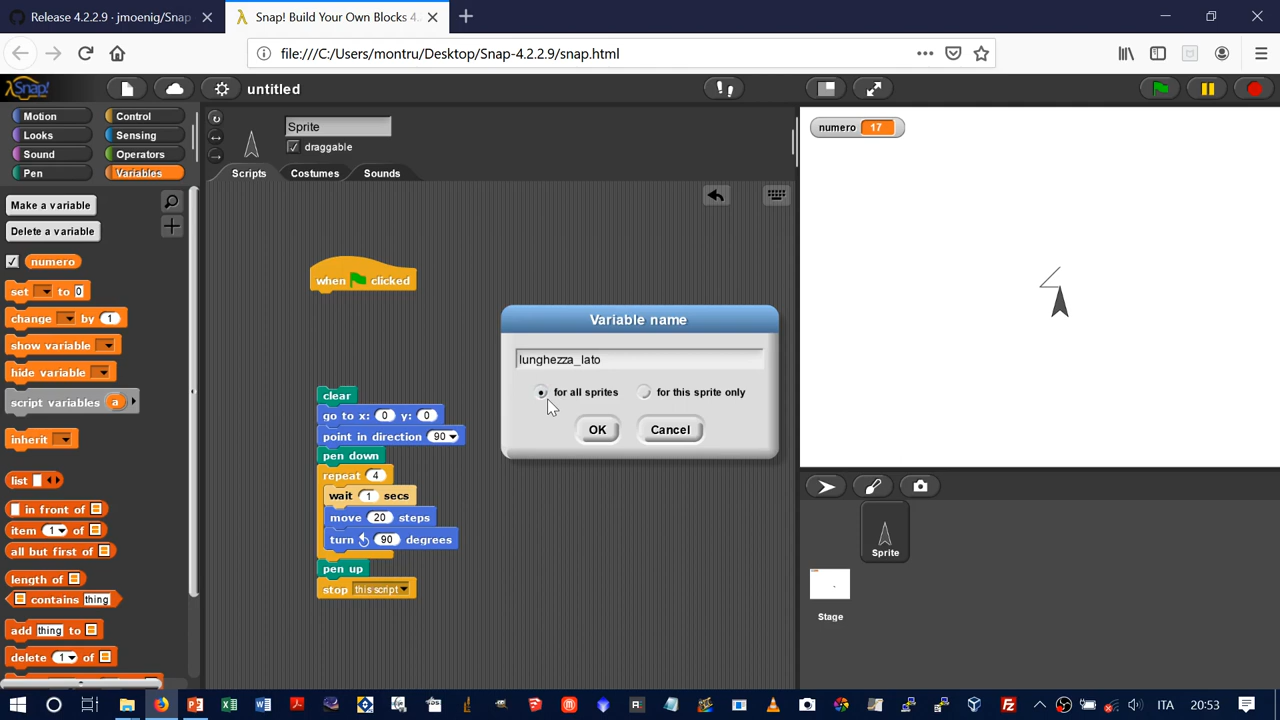 Release 4.2.2.9 · jmoenig/Snap
Snap! Build Your Own Blocks 4.
file:///C:/Users/montru/Desktop/Snap-4.2.2.9/snap.html
Snap!
untitled
Motion
Control
Looks
Sensing
Sound
Operators
Pen
Variables
Make a variable
Delete a variable
numero
set to 0
change by 1
show variable
hide variable
script variables a
inherit
list
in front of
item 1 of
all but first of
length of
contains thing
add thing to
delete 1 of
Sprite
draggable
Scripts
Costumes
Sounds
when clicked
clear
go to x: 0 y: 0
point in direction 90
pen down
repeat 4
wait 1 secs
move 20 steps
turn 90 degrees
pen up
stop this script
Variable name
lunghezza_lato
for all sprites
for this sprite only
OK
Cancel
numero 17
Sprite
Stage
ITA
20:53